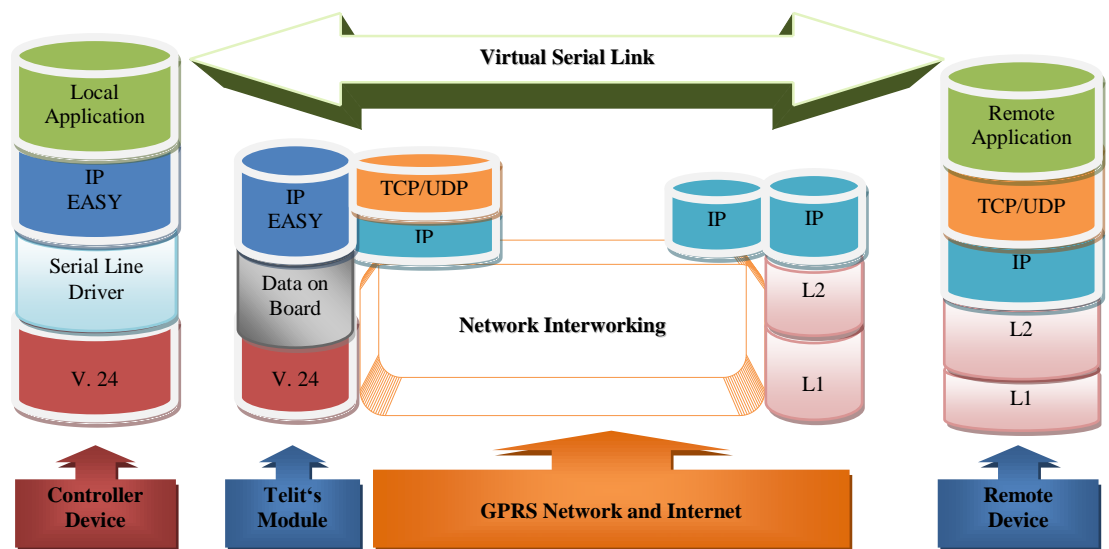 Virtual Serial Link
Local
Application
IP
EASY
Serial Line
Driver
V. 24
IP
EASY
Data on
Board
V. 24
TCP/UDP
IP
Network Interworking
IP
IP
L2
L1
Remote
Application
TCP/UDP
IP
L2
L1
Controller
Device
Telit‘s
Module
GPRS Network and Internet
Remote
Device